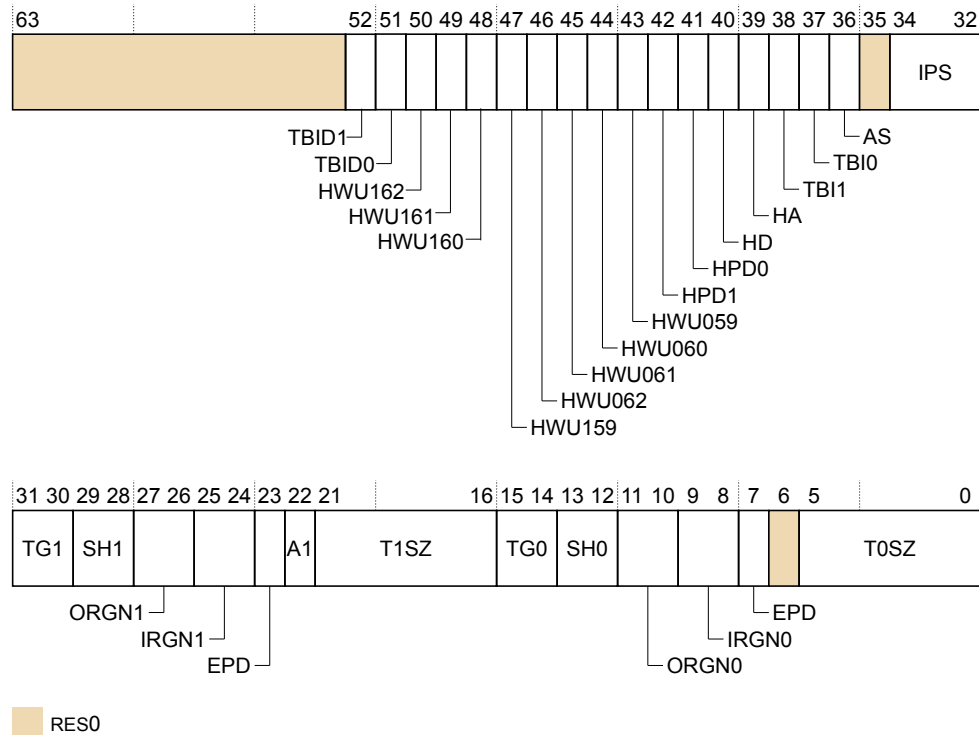 63 52 51 50 49 48 47 46 45 44 43 42 41 40 39 38 37 36 35 34 32
IPS
TBID1 AS
TBID0 TBI0
HWU162 TBI1
HWU161 HA
HWU160 HD
HPD0
HPD1
HWU059
HWU060
HWU061
HWU062
HWU159
31 30 29 28 27 26 25 24 23 22 21 16 15 14 13 12 11 10 9 8 7 6 5 0
TG1 SH1 A1 T1SZ TG0 SH0 T0SZ
ORGN1 EPD
IRGN1 IRGN0
EPD ORGN0
RES0